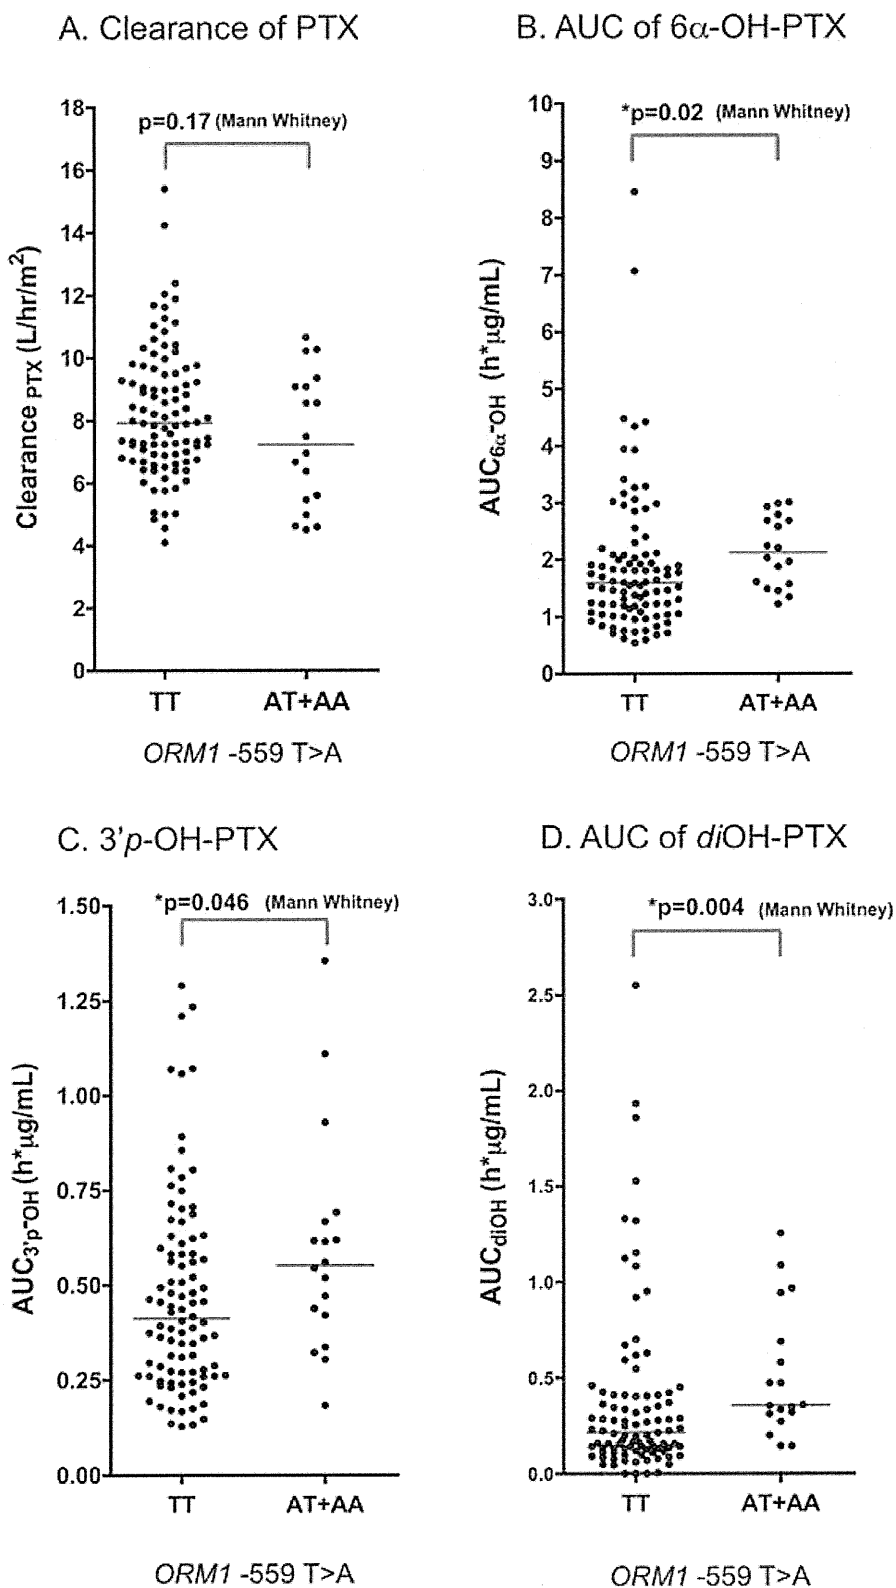 A. Clearance of PTX
p=0.17 (Mann Whitney)
Clearance PTX (L/hr/m²)
18
16
14
12
10
8
6
4
2
0
TT AT+AA
ORM1 -559 T>A
B. AUC of 6α-OH-PTX
*p=0.02 (Mann Whitney)
AUC6α-OH (h*µg/mL)
10
9
8
7
6
5
4
3
2
1
0
TT AT+AA
ORM1 -559 T>A
C. 3'p-OH-PTX
*p=0.046 (Mann Whitney)
AUC3'p-OH (h*µg/mL)
1.50
1.25
1.00
0.75
0.50
0.25
0.00
TT AT+AA
ORM1 -559 T>A
D. AUC of diOH-PTX
*p=0.004 (Mann Whitney)
AUCdiOH (h*µg/mL)
3.0
2.5
2.0
1.5
1.0
0.5
0.0
TT AT+AA
ORM1 -559 T>A